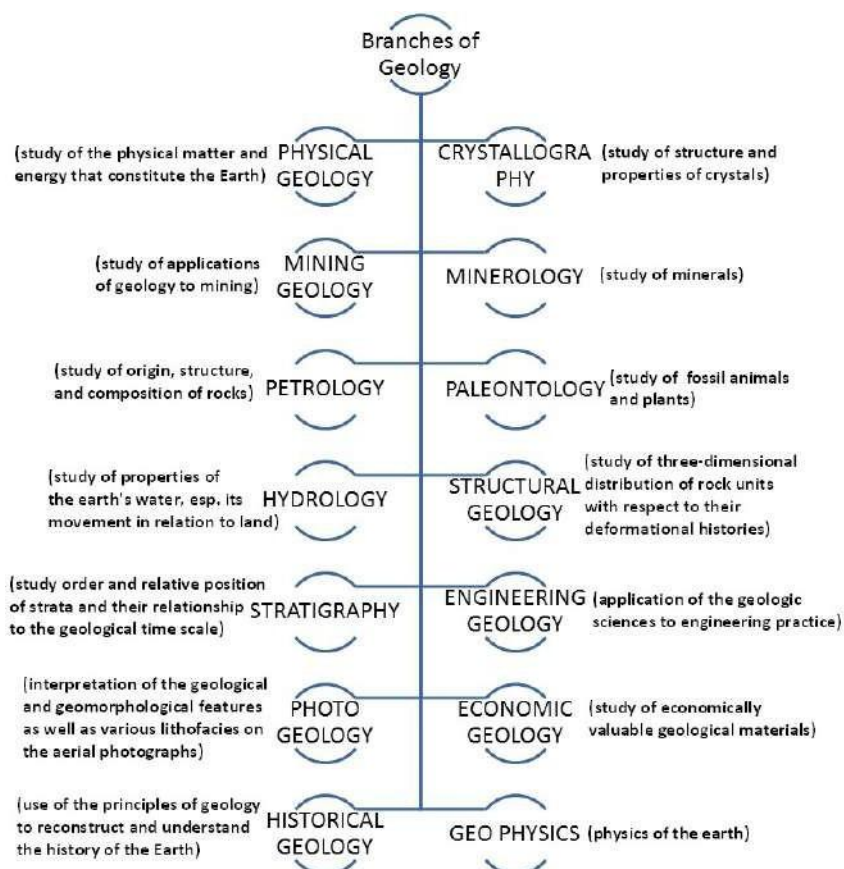 Branches of
Geology
(study of the physical matter and
energy that constitute the Earth)
PHYSICAL
GEOLOGY
CRYSTALLOGRA
PHY
(study of structure and
properties of crystals)
(study of applications
of geology to mining)
MINING
GEOLOGY
MINEROLOGY
(study of minerals)
(study of origin, structure,
and composition of rocks)
PETROLOGY
PALEONTOLOGY
(study of fossil animals
and plants)
(study of properties of
the earth's water, esp. its
movement in relation to land)
HYDROLOGY
STRUCTURAL
GEOLOGY
(study of three-dimensional
distribution of rock units
with respect to their
deformational histories)
(study order and relative position
of strata and their relationship
to the geological time scale)
STRATIGRAPHY
ENGINEERING
GEOLOGY
(application of the geologic
sciences to engineering practice)
(interpretation of the geological
and geomorphological features
as well as various lithofacies on
the aerial photographs)
PHOTO
GEOLOGY
ECONOMIC
GEOLOGY
(study of economically
valuable geological materials)
(use of the principles of geology
to reconstruct and understand
the history of the Earth)
HISTORICAL
GEOLOGY
GEO PHYSICS
(physics of the earth)